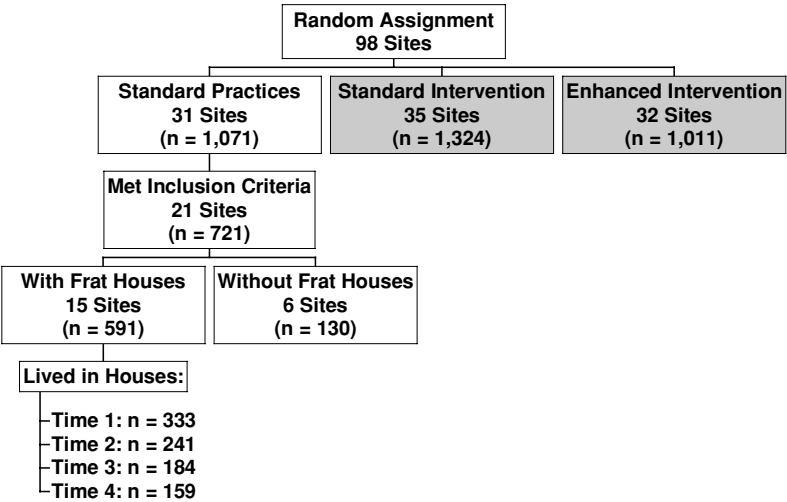 Random Assignment
98 Sites
Standard Practices
31 Sites
(n = 1,071)
Standard Intervention
35 Sites
(n = 1,324)
Enhanced Intervention
32 Sites
(n = 1,011)
Met Inclusion Criteria
21 Sites
(n = 721)
With Frat Houses
15 Sites
(n = 591)
Without Frat Houses
6 Sites
(n = 130)
Lived in Houses:
Time 1: n = 333
Time 2: n = 241
Time 3: n = 184
Time 4: n = 159